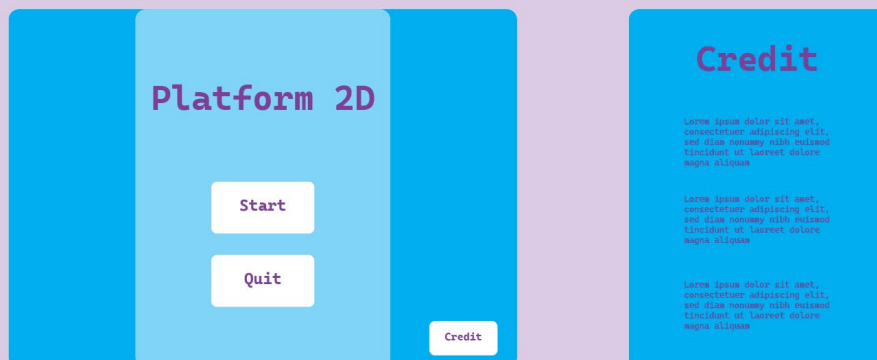 Platform 2D
Start
Quit
Credit
Credit
Lorem ipsum dolor sit amet,
consectetuer adipiscing elit,
sed diam nonummy nibh euismod
tincidunt ut laoreet dolore
magna aliquam
Lorem ipsum dolor sit amet,
consectetuer adipiscing elit,
sed diam nonummy nibh euismod
tincidunt ut laoreet dolore
magna aliquam
Lorem ipsum dolor sit amet,
consectetuer adipiscing elit,
sed diam nonummy nibh euismod
tincidunt ut laoreet dolore
magna aliquam